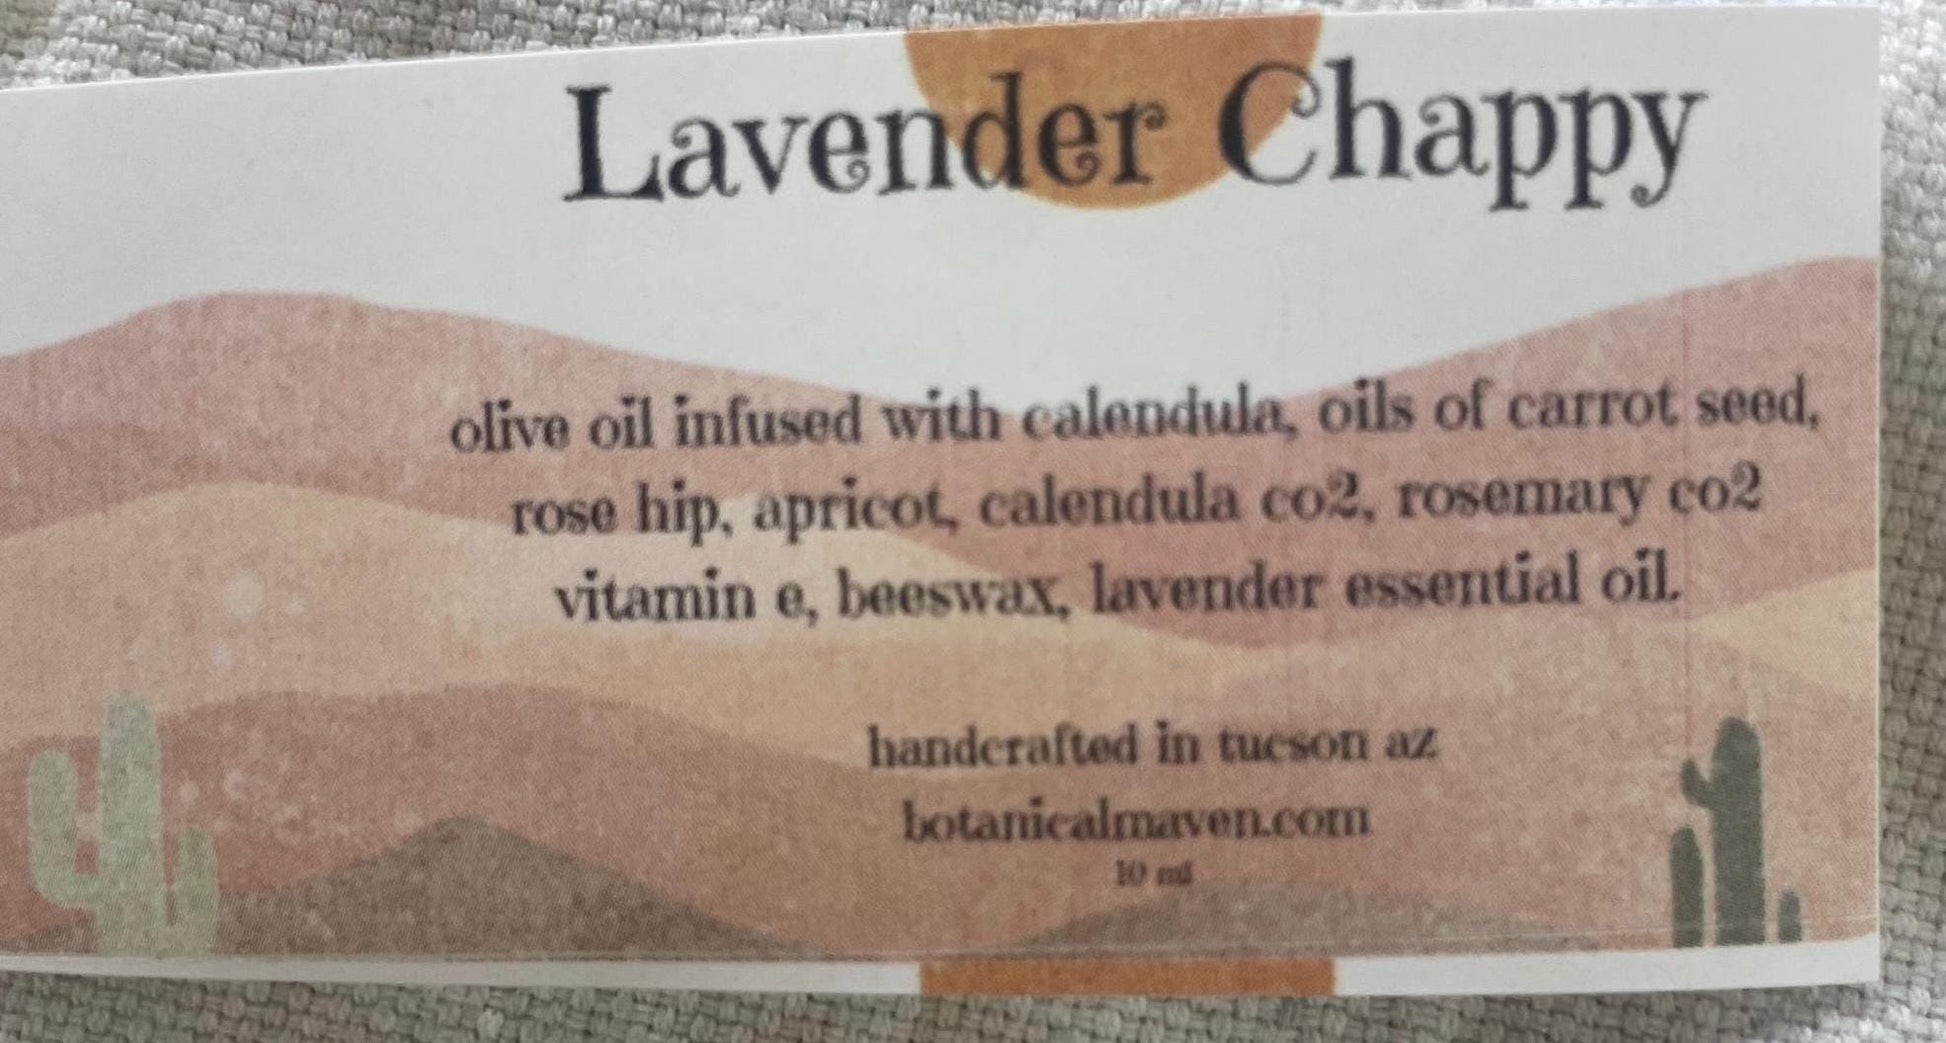 Lavender Chappy
olive oil infused with calendula, oils of carrot seed,
rose hip, apricot, calendula co2, rosemary co2
vitamin e, beeswax, lavender essential oil.
handcrafted in tucson az
botanicalmaven.com
10 ml